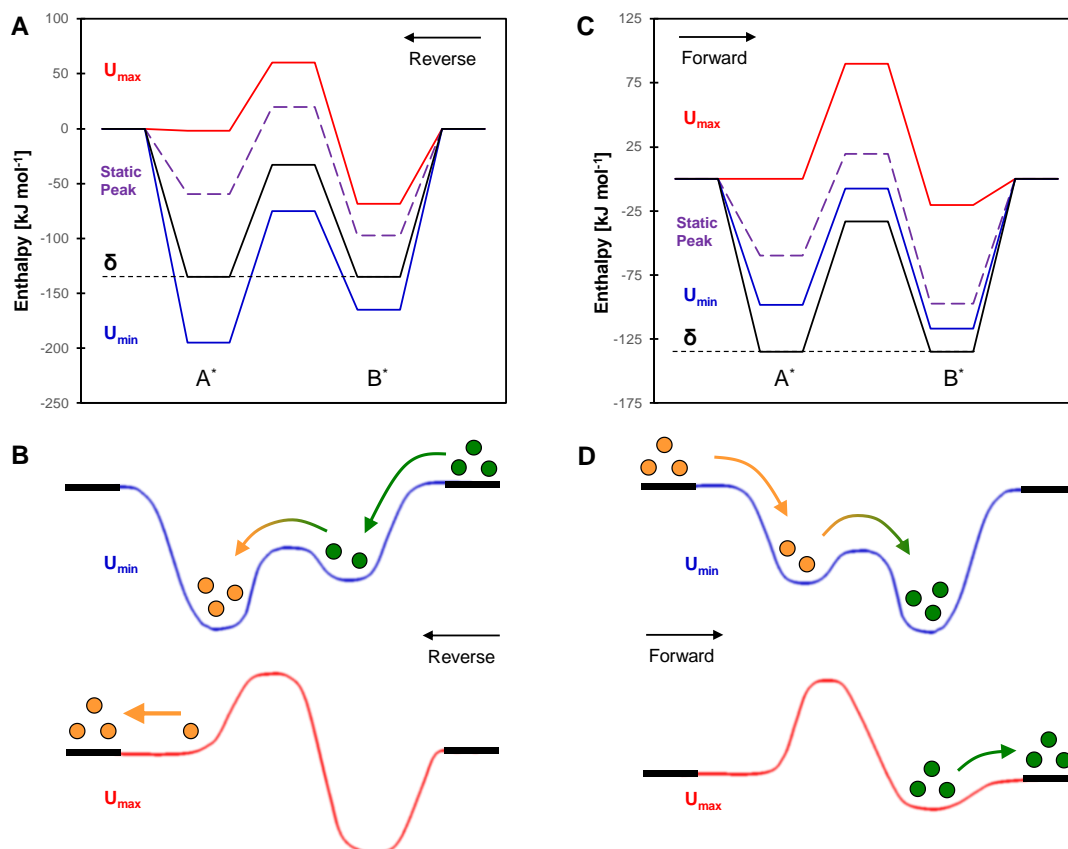 A
100
50
0
-50
-100
-150
-200
-250
Enthalpy [kJ mol-1]
Umax
Static
Peak
δ
Umin
Reverse
A*
B*
C
125
75
25
-25
-75
-125
-175
Enthalpy [kJ mol-1]
Forward
Umax
Static
Peak
Umin
δ
A*
B*
B
Umin
Reverse
Umax
D
Umin
Forward
Umax